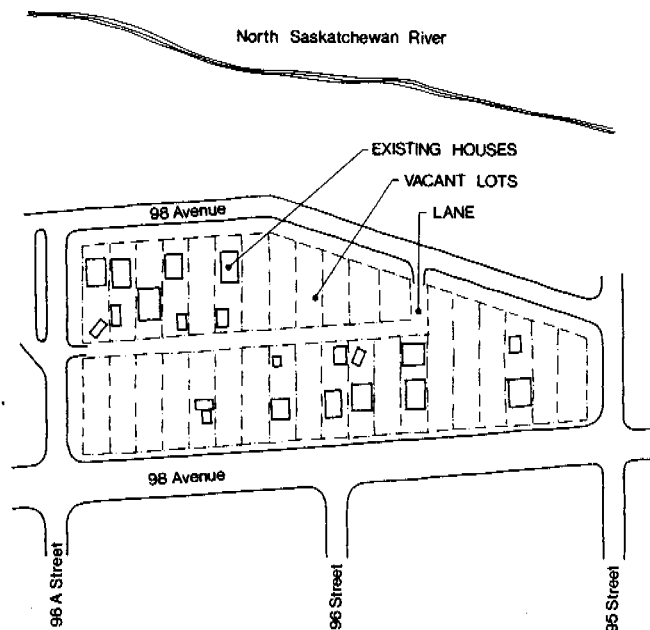 North Saskatchewan River
EXISTING HOUSES
VACANT LOTS
LANE
98 Avenue
98 Avenue
96 A Street
96 Street
95 Street